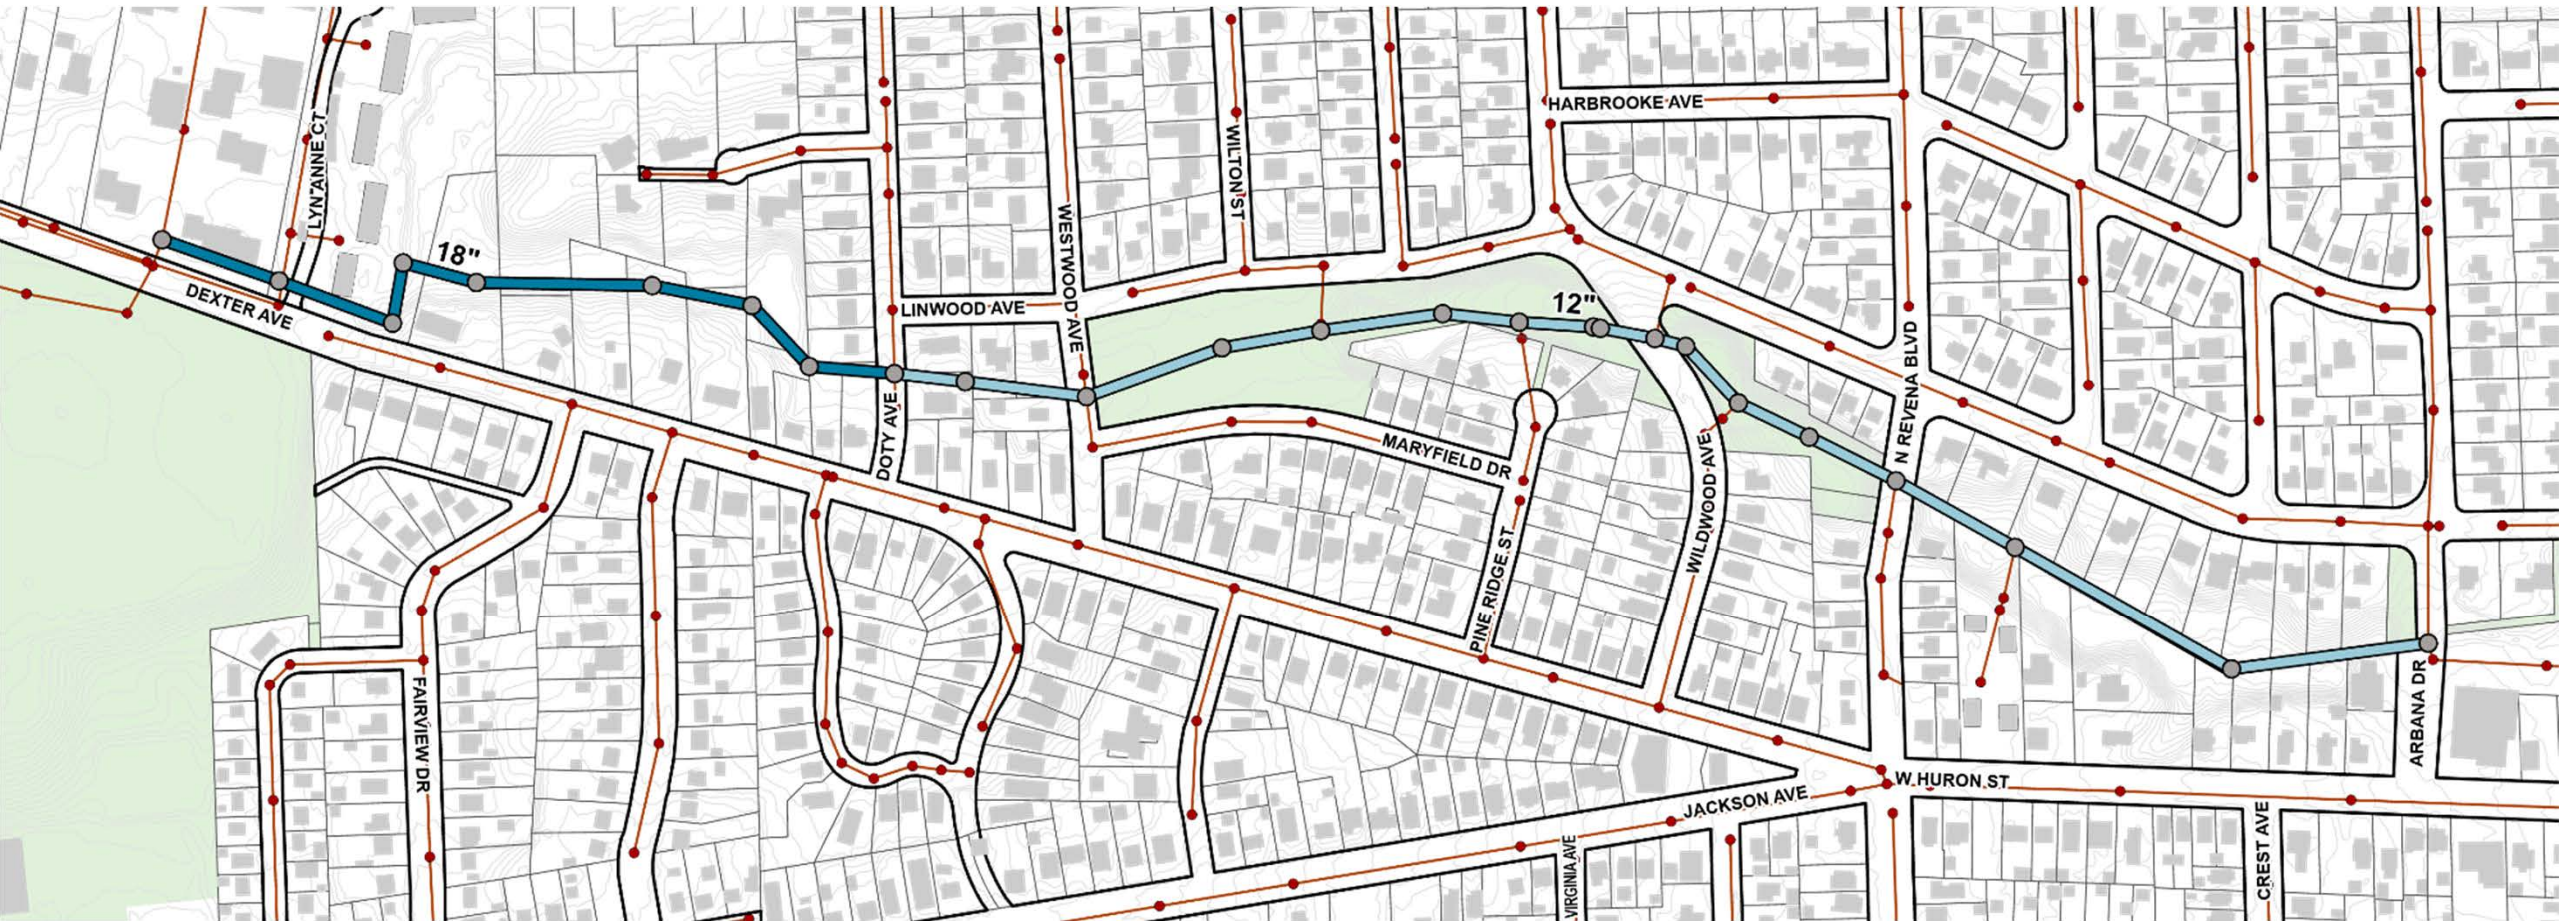 HARBROOKE AVE
LLYN ANNE CT
WILTON ST
WESTWOOD AVE
18"
DEXTER AVE
LINWOOD AVE
12"
N REVENA BLVD
DOTY AVE
MARYFIELD DR
WILDWOOD AVE
PINE RIDGE ST
FAIRVIEW DR
ARBANA DR
W HURON ST
JACKSON AVE
VIRGINIA AVE
CREST AVE